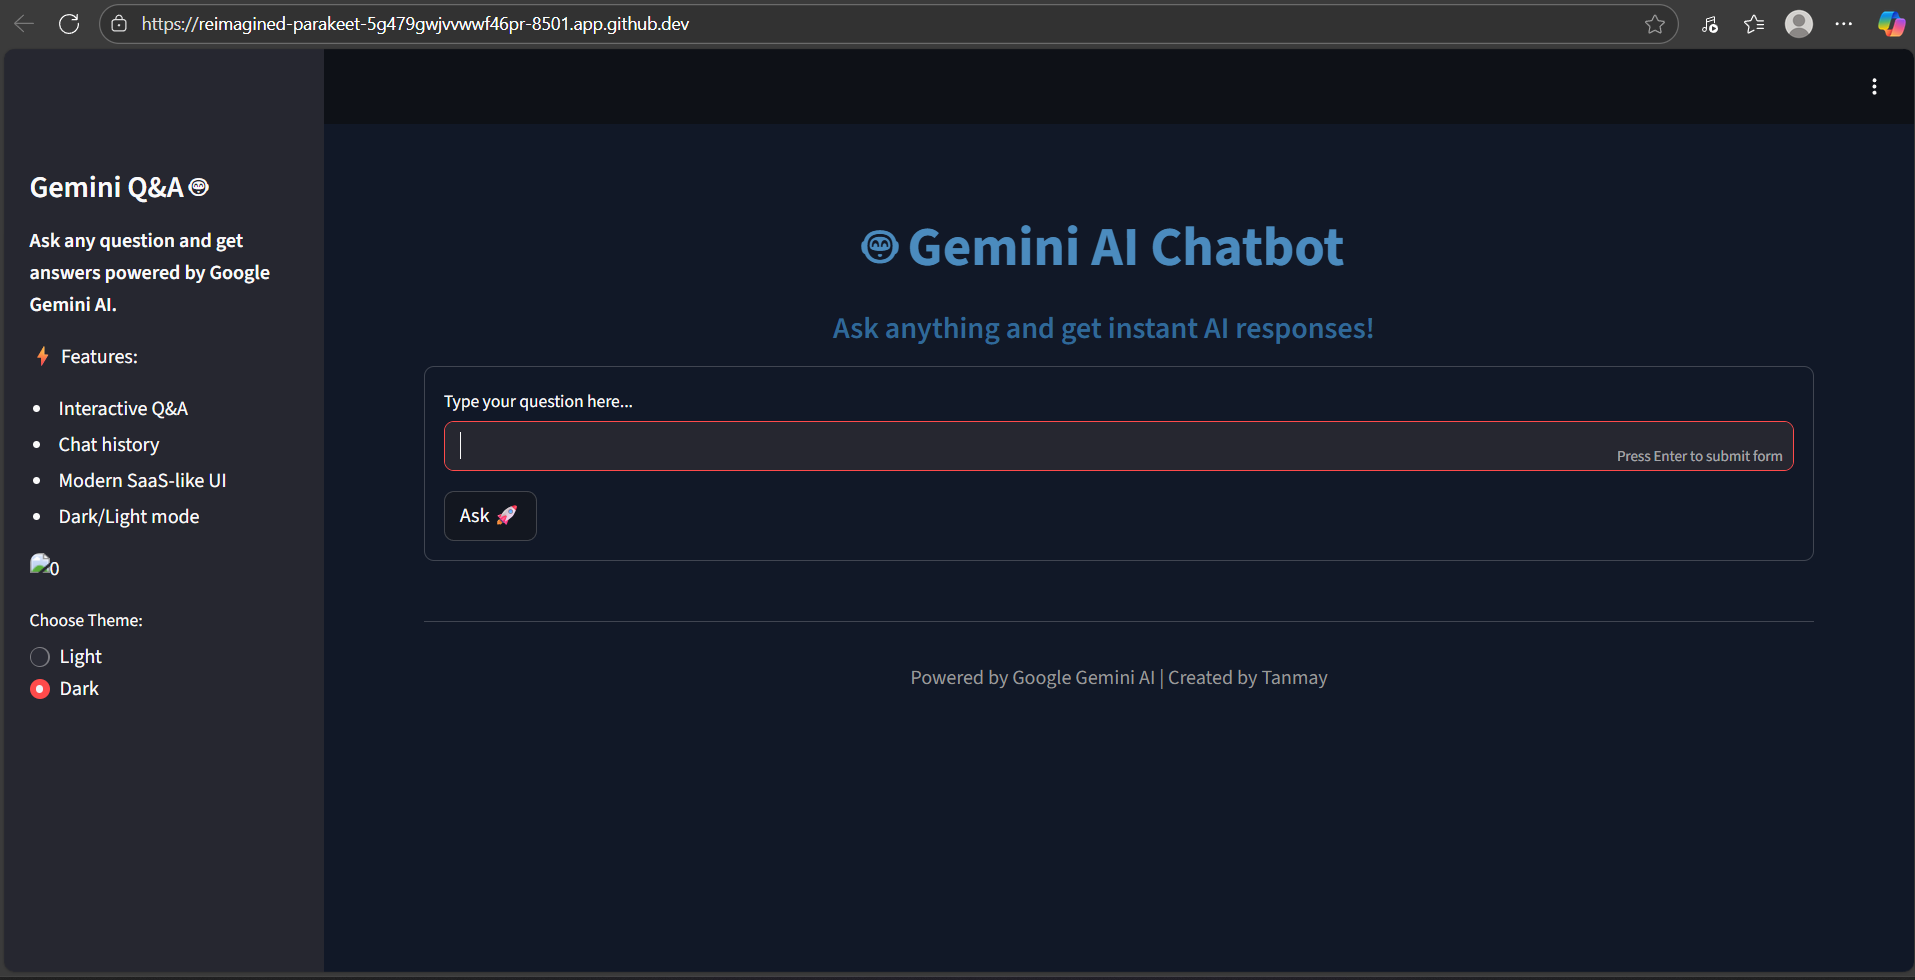 https://reimagined-parakeet-5g479gwjvvwwf46pr-8501.app.github.dev
Gemini Q&A
Ask any question and get
answers powered by Google
Gemini AI.
⚡ Features:
• Interactive Q&A
• Chat history
• Modern SaaS-like UI
• Dark/Light mode
0
Choose Theme:
Light
Dark
Gemini AI Chatbot
Ask anything and get instant AI responses!
Type your question here...
Press Enter to submit form
Ask 🚀
Powered by Google Gemini AI | Created by Tanmay